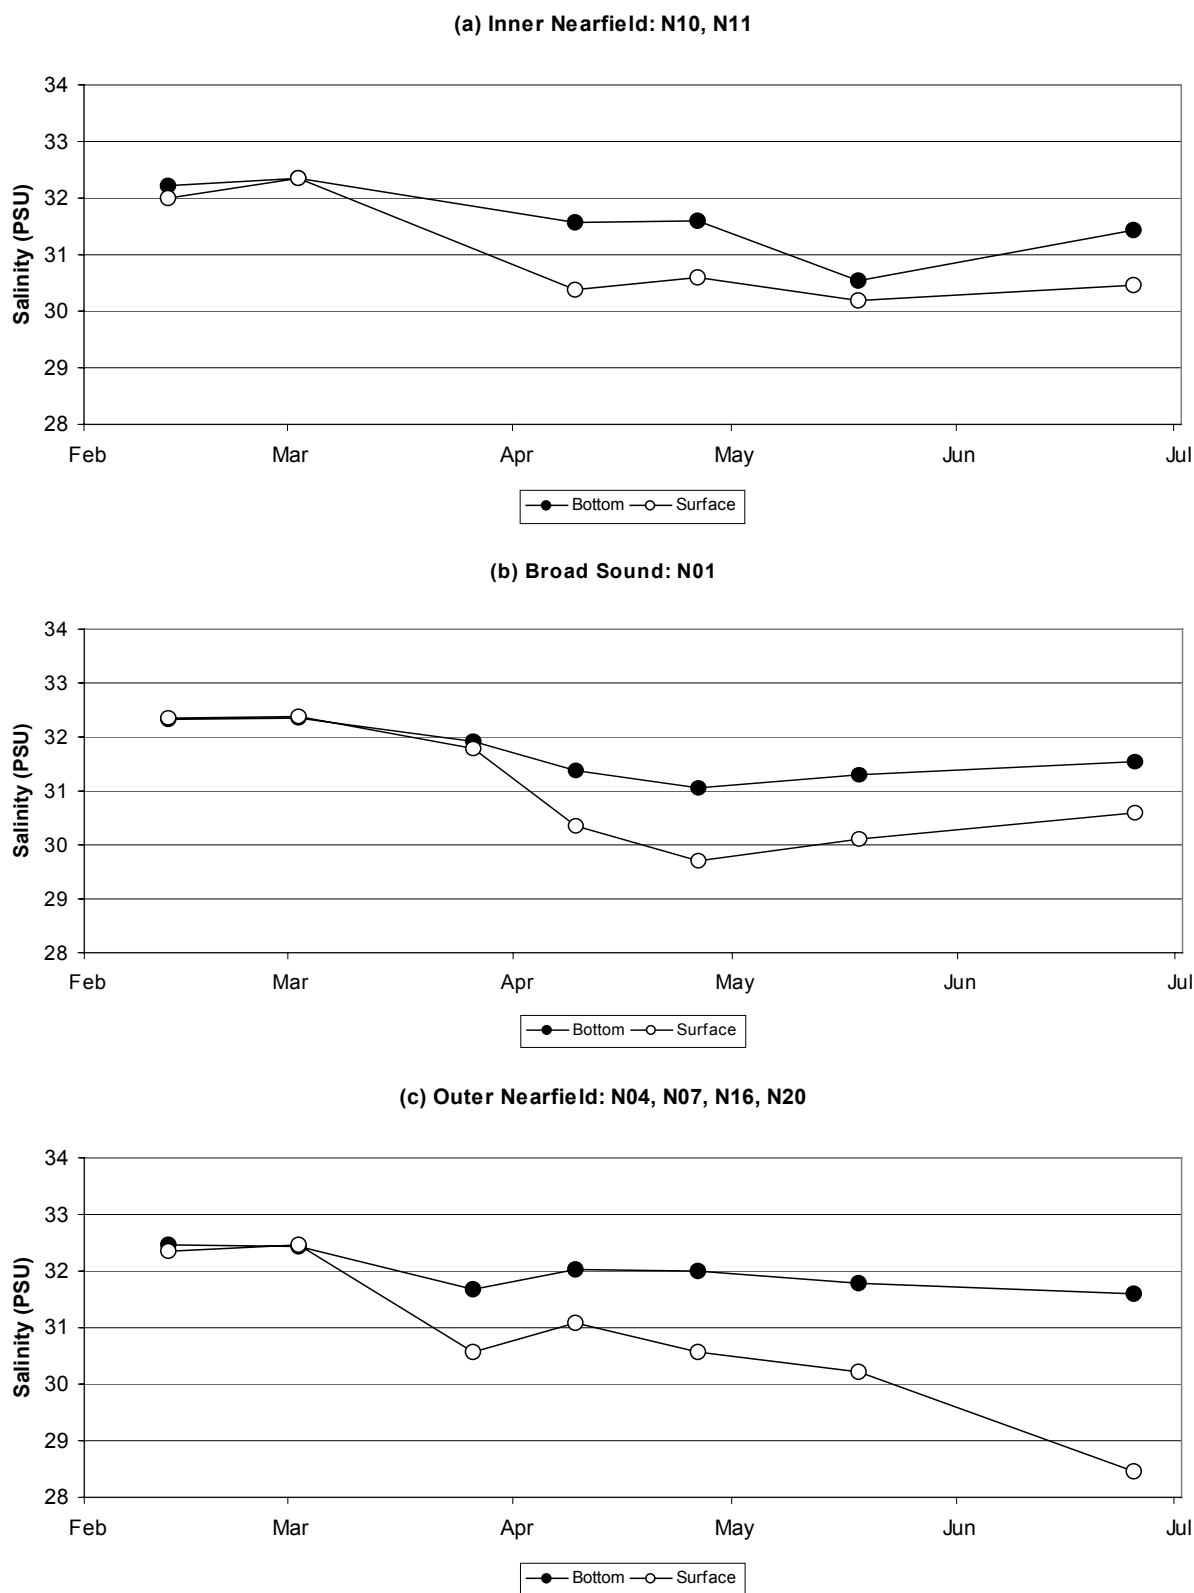 (a) Inner Nearfield: N10, N11
34
33
32
31
30
29
28
Salinity (PSU)
Feb Mar Apr May Jun Jul
Bottom Surface
(b) Broad Sound: N01
34
33
32
31
30
29
28
Salinity (PSU)
Feb Mar Apr May Jun Jul
Bottom Surface
(c) Outer Nearfield: N04, N07, N16, N20
34
33
32
31
30
29
28
Salinity (PSU)
Feb Mar Apr May Jun Jul
Bottom Surface